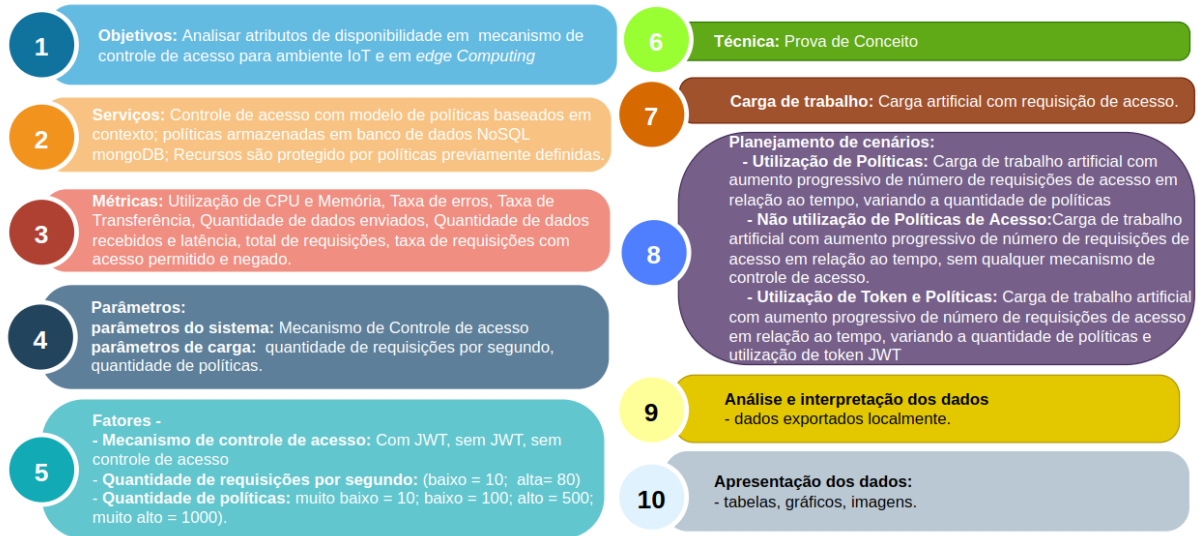 1
Objetivos: Analisar atributos de disponibilidade em mecanismo de
controle de acesso para ambiente IoT e em edge Computing
2
Serviços: Controle de acesso com modelo de políticas baseados em
contexto; políticas armazenadas em banco de dados NoSQL
mongoDB; Recursos são protegido por políticas previamente definidas.
3
Métricas: Utilização de CPU e Memória, Taxa de erros, Taxa de
Transferência, Quantidade de dados enviados, Quantidade de dados
recebidos e latência, total de requisições, taxa de requisições com
acesso permitido e negado.
4
Parâmetros:
parâmetros do sistema: Mecanismo de Controle de acesso
parâmetros de carga: quantidade de requisições por segundo,
quantidade de políticas.
5
Fatores -
- Mecanismo de controle de acesso: Com JWT, sem JWT, sem
controle de acesso
- Quantidade de requisições por segundo: (baixo = 10; alta= 80)
- Quantidade de políticas: muito baixo = 10; baixo = 100; alto = 500;
muito alto = 1000).
6
Técnica: Prova de Conceito
7
Carga de trabalho: Carga artificial com requisição de acesso.
8
Planejamento de cenários:
- Utilização de Políticas: Carga de trabalho artificial com
aumento progressivo de número de requisições de acesso em
relação ao tempo, variando a quantidade de políticas
- Não utilização de Políticas de Acesso:Carga de trabalho
artificial com aumento progressivo de número de requisições de
acesso em relação ao tempo, sem qualquer mecanismo de
controle de acesso.
- Utilização de Token e Políticas: Carga de trabalho artificial
com aumento progressivo de número de requisições de acesso
em relação ao tempo, variando a quantidade de políticas e
utilização de token JWT
9
Análise e interpretação dos dados
- dados exportados localmente.
10
Apresentação dos dados:
- tabelas, gráficos, imagens.